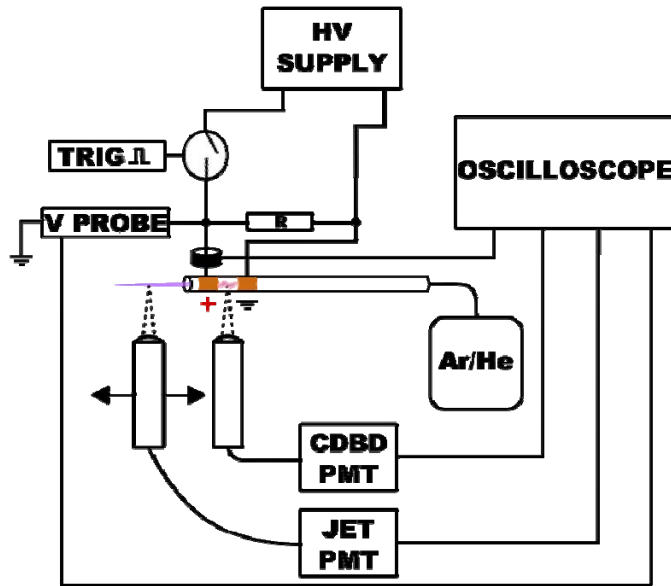 HV
SUPPLY
TRIG
OSCILLOSCOPE
V PROBE
R
+
Ar/He
CDBD
PMT
JET
PMT